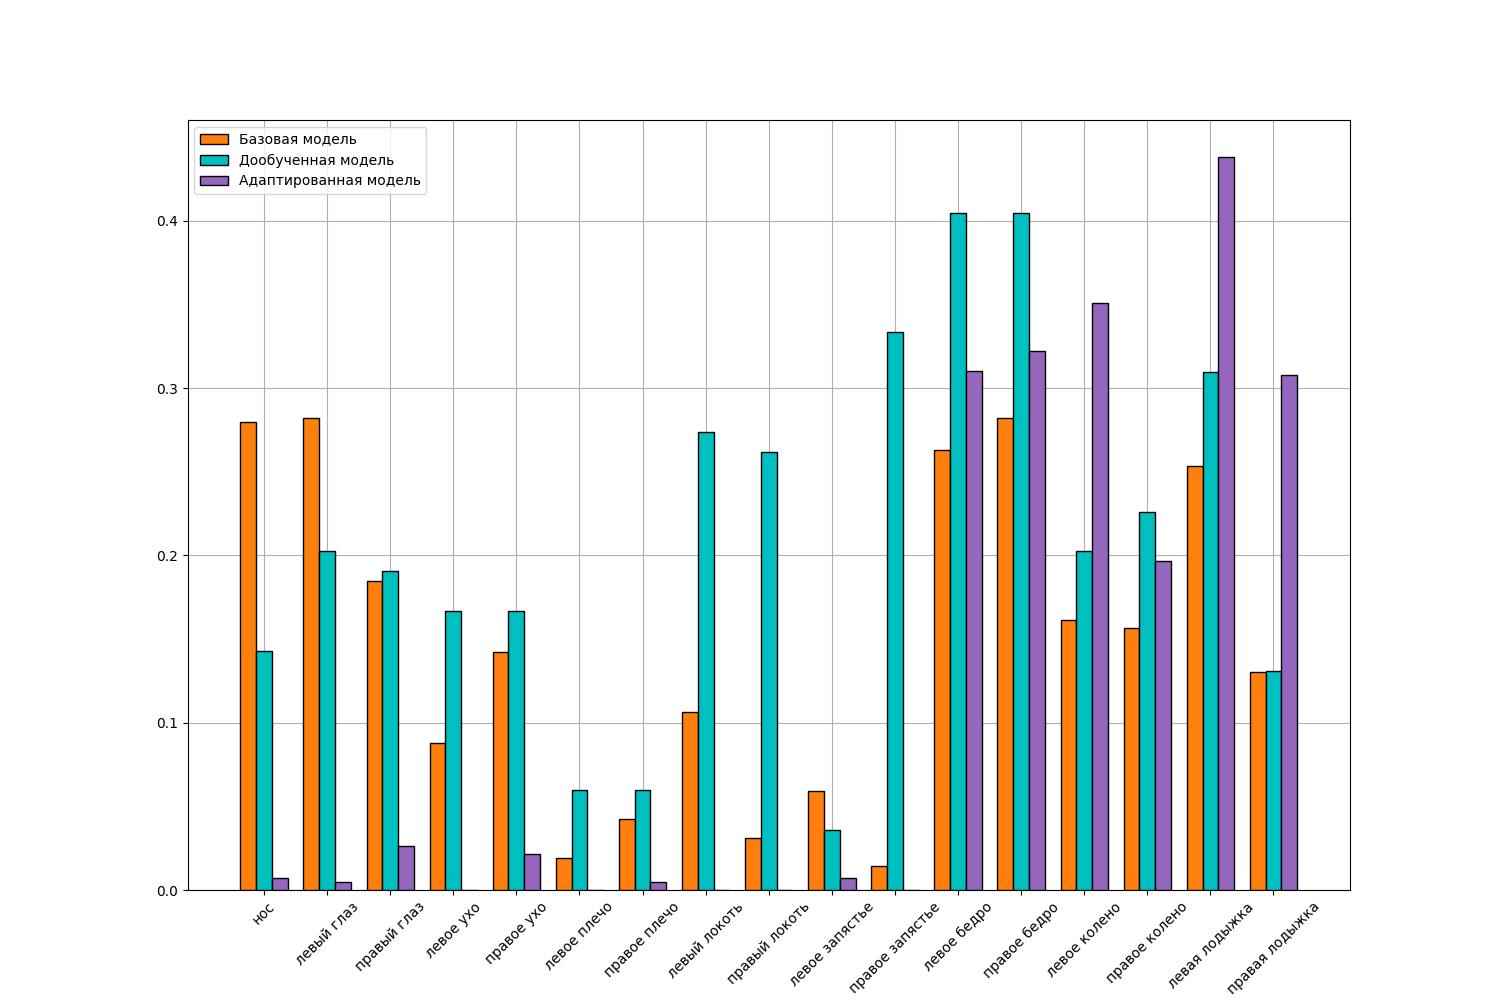 Базовая модель
Дообученная модель
Адаптированная модель
0.4
0.3
0.2
0.1
0.0
нос
левый глаз
правый глаз
левое ухо
правое ухо
левое плечо
правое плечо
левый локоть
правый локоть
левое запястье
правое запястье
левое бедро
правое бедро
левое колено
правое колено
левая лодыжка
правая лодыжка